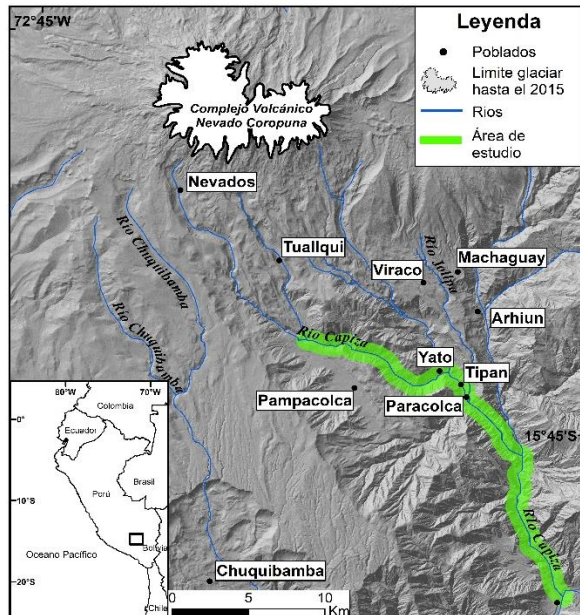 72°45'W
Leyenda
Poblados
Limite glaciar
hasta el 2015
Rios
Área de
estudio
Complejo Volcánico
Nevado Coropuna
Nevados
Rio Chuquibamba
Tuallqui
Rio Jollpa
Machaguay
Viraco
Rio Chuquibamba
Arhiun
Rio Capiza
Yato
Tipan
Pampacolca
Paracolca
15°45'S
80°W
70°W
Colombia
0°
Ecuador
Perú
Brasil
10°S
Bolivia
Oceano Pacífico
Rio Capiza
Chuquibamba
20°S
Chile
0
5
10
Km